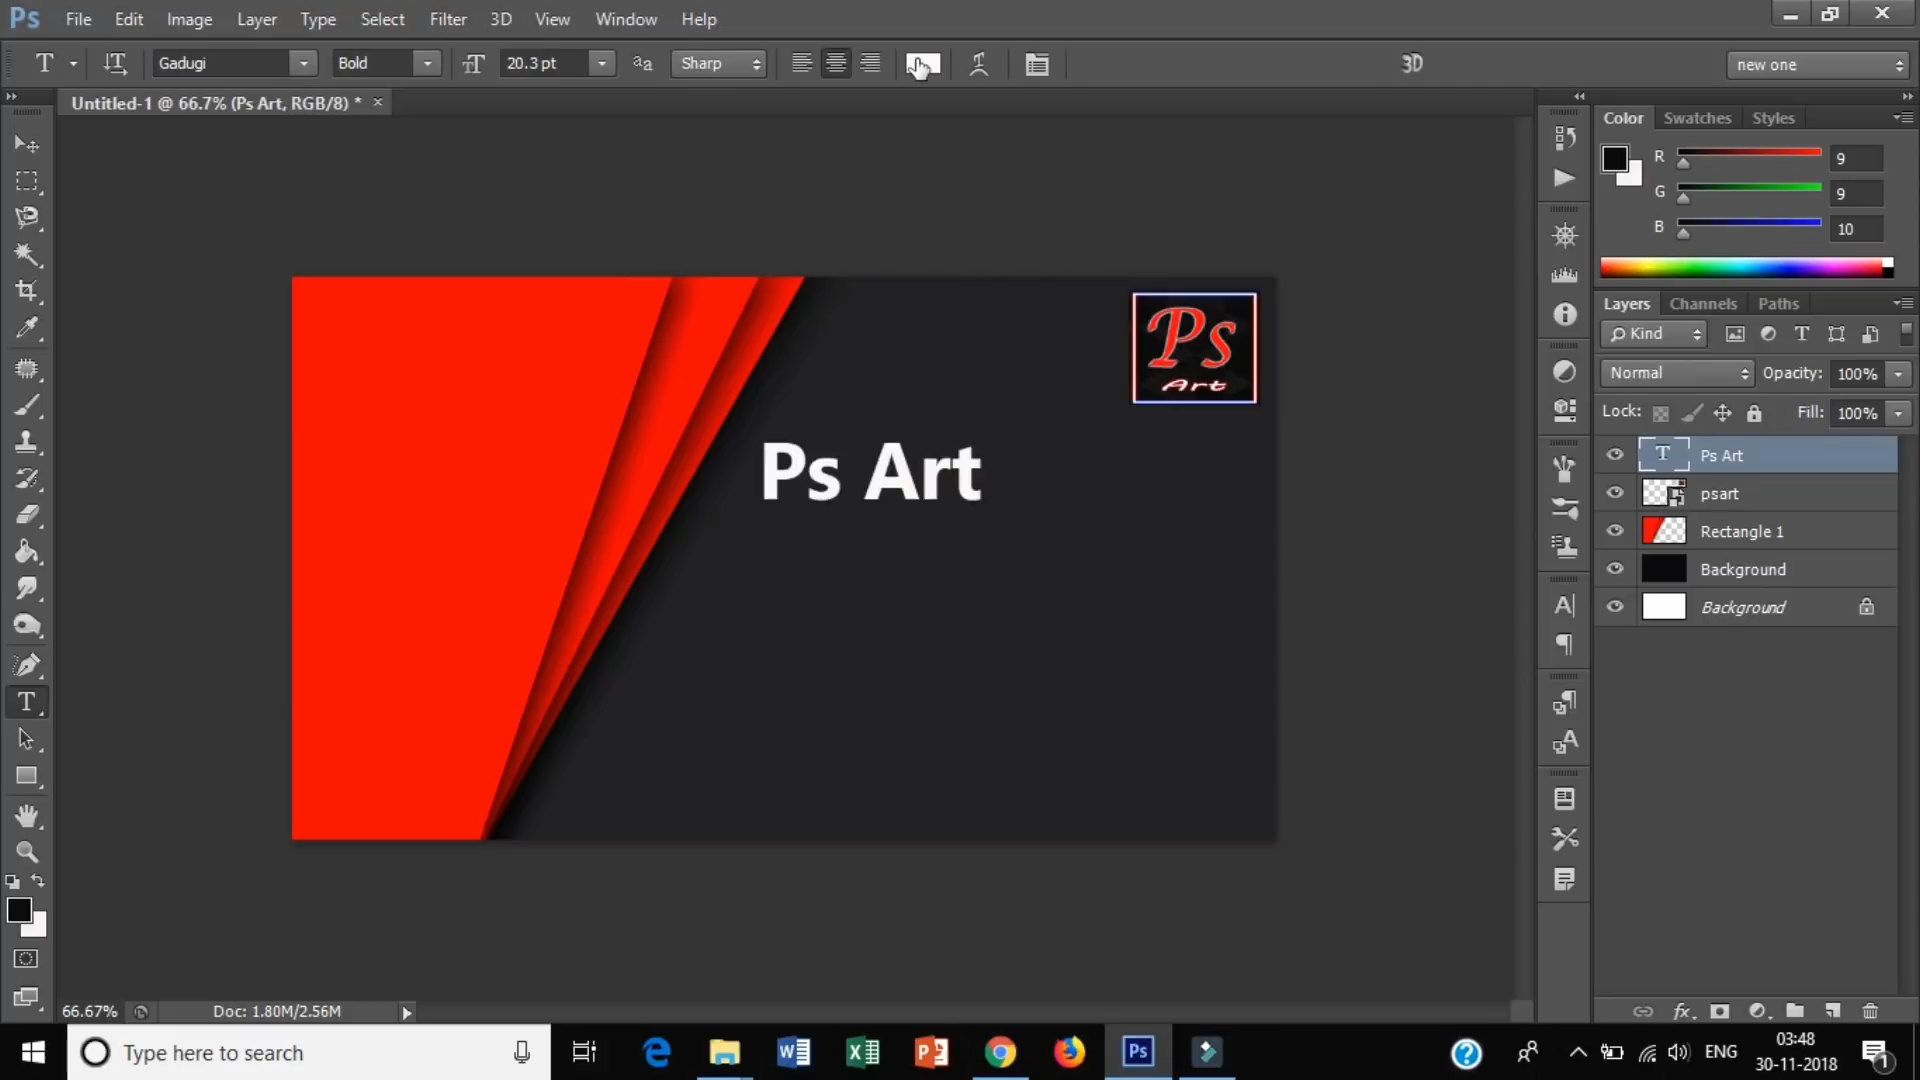 Ps File Edit Image Layer Type Select Filter 3D View Window Help
T Gadugi Bold 20.3 pt aa Sharp 3D new one
Untitled-1 @ 66.7% (Ps Art, RGB/8) * ×
Color Swatches Styles
R 9
G 9
B 10
Layers Channels Paths
Kind
Normal Opacity: 100%
Lock: Fill: 100%
Ps Art
psart
Rectangle 1
Background
Background
Ps
Art
Ps Art
66.67% Doc: 1.80M/2.56M
Type here to search
ENG
03:48
30-11-2018
1